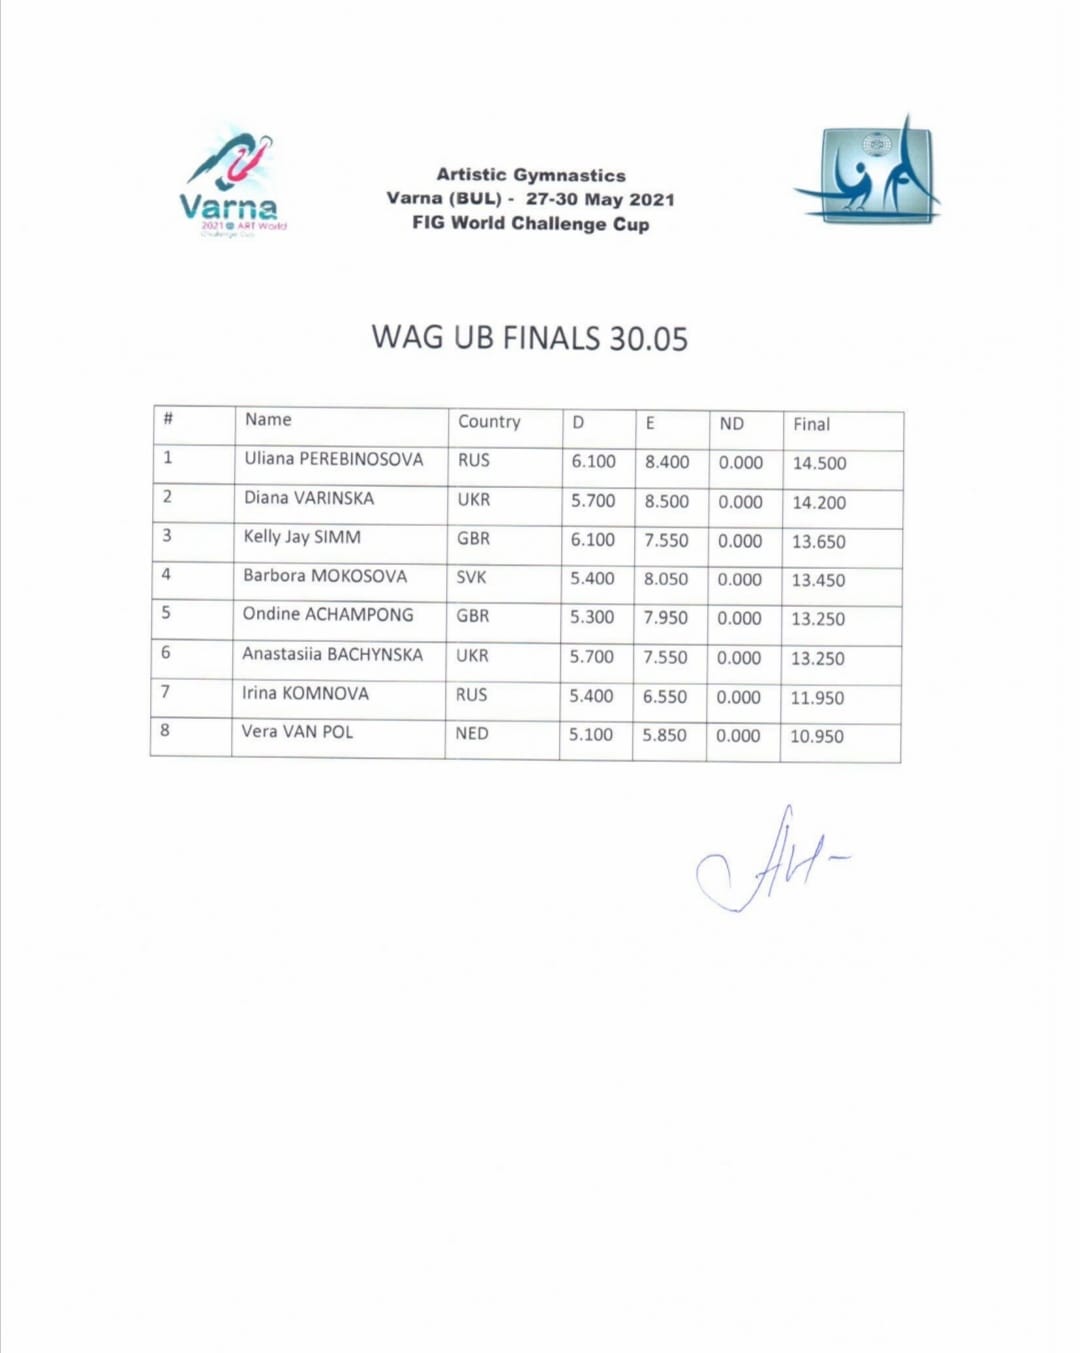 Varna
2021 @ ART World
Challenge Cup
Artistic Gymnastics
Varna (BUL) - 27-30 May 2021
FIG World Challenge Cup
WAG UB FINALS 30.05
# Name Country D E ND Final
1 Uliana PEREBINOSOVA RUS 6.100 8.400 0.000 14.500
2 Diana VARINSKA UKR 5.700 8.500 0.000 14.200
3 Kelly Jay SIMM GBR 6.100 7.550 0.000 13.650
4 Barbora MOKOSOVA SVK 5.400 8.050 0.000 13.450
5 Ondine ACHAMPONG GBR 5.300 7.950 0.000 13.250
6 Anastasiia BACHYNSKA UKR 5.700 7.550 0.000 13.250
7 Irina KOMNOVA RUS 5.400 6.550 0.000 11.950
8 Vera VAN POL NED 5.100 5.850 0.000 10.950